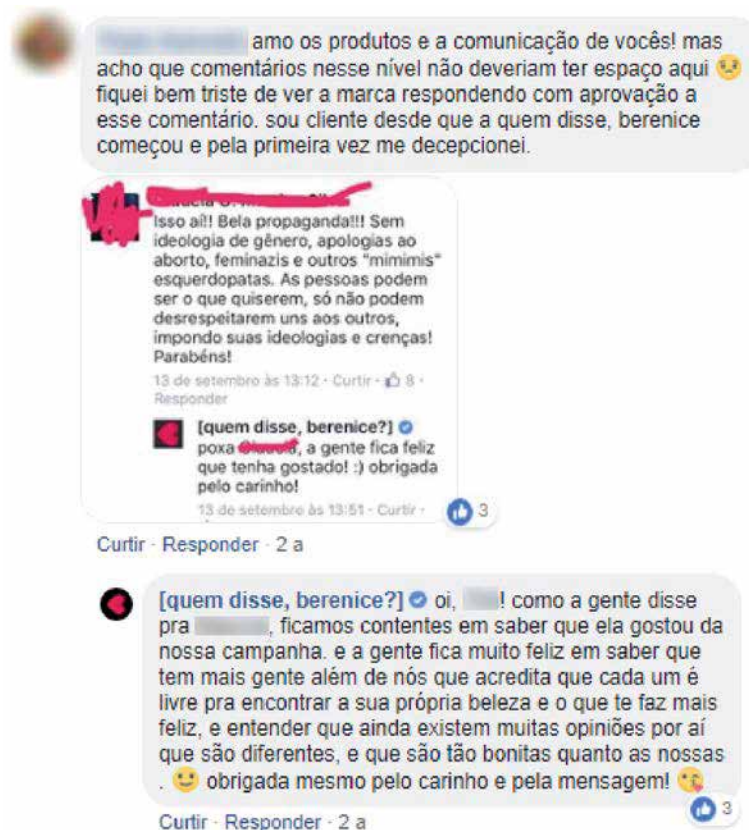 amo os produtos e a comunicação de vocês! mas
acho que comentários nesse nível não deveriam ter espaço aqui
fiquei bem triste de ver a marca respondendo com aprovação a
esse comentário. sou cliente desde que a quem disse, berenice
começou e pela primeira vez me decepcionei.
Isso aí!! Bela propaganda!!! Sem
ideologia de gênero, apologias ao
aborto, feminazis e outros "mimimis"
esquerdopatas. As pessoas podem
ser o que quiserem, só não podem
desrespeitarem uns aos outros,
impondo suas ideologias e crenças!
Parabéns!
13 de setembro às 13:12 · Curtir · 8 ·
Responder
[quem disse, berenice?]
poxa , a gente fica feliz
que tenha gostado! :) obrigada
pelo carinho!
13 de setembro às 13:51 · Curtir ·
3
Curtir · Responder · 2 a
[quem disse, berenice?] oi, ! como a gente disse
pra , ficamos contentes em saber que ela gostou da
nossa campanha. e a gente fica muito feliz em saber que
tem mais gente além de nós que acredita que cada um é
livre pra encontrar a sua própria beleza e o que te faz mais
feliz, e entender que ainda existem muitas opiniões por aí
que são diferentes, e que são tão bonitas quanto as nossas
. obrigada mesmo pelo carinho e pela mensagem!
3
Curtir · Responder · 2 a